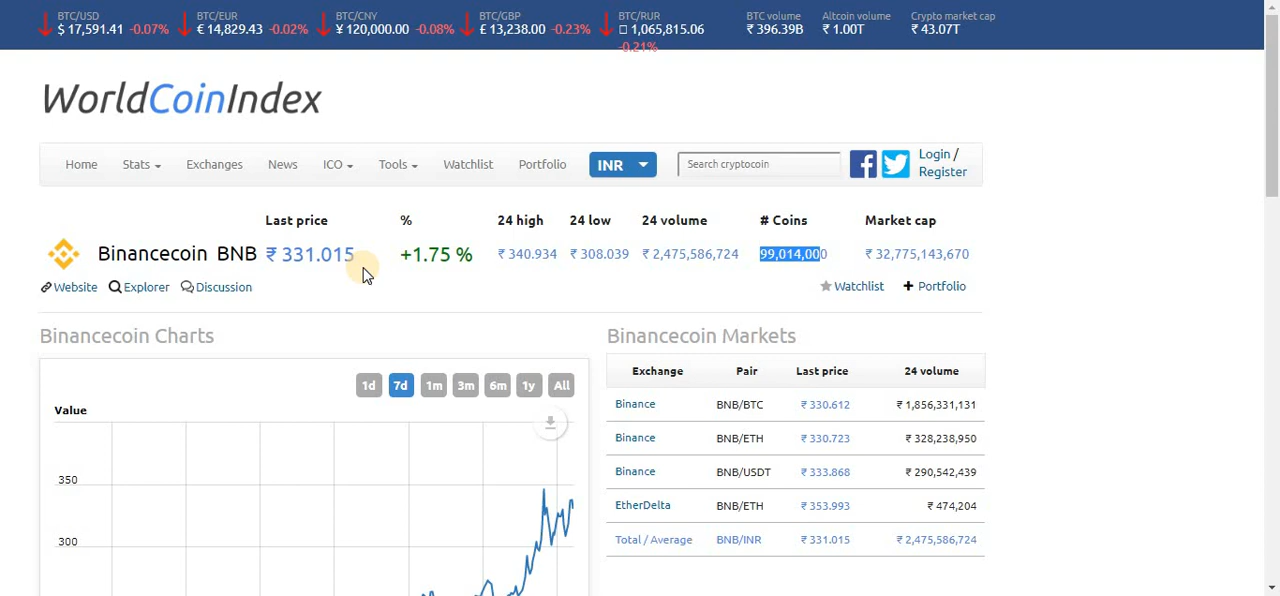 BTC/USD BTC/EUR BTC/CNY BTC/GBP BTC/RUR BTC volume Altcoin volume Crypto market cap
$ 17,591.41 -0.07% € 14,829.43 -0.02% ¥ 120,000.00 -0.08% £ 13,238.00 -0.23% 1,065,815.06 ₹ 396.39B ₹ 1.00T ₹ 43.07T
-0.21%
WorldCoinIndex
Home Stats Exchanges News ICO Tools Watchlist Portfolio INR Search cryptocoin Login /
Register
Last price % 24 high 24 low 24 volume # Coins Market cap
Binancecoin BNB ₹ 331.015 +1.75 % ₹ 340.934 ₹ 308.039 ₹ 2,475,586,724 99,014,000 ₹ 32,775,143,670
Website Explorer Discussion Watchlist + Portfolio
Binancecoin Charts
1d 7d 1m 3m 6m 1y All
Value
350
300
Binancecoin Markets
Exchange Pair Last price 24 volume
Binance BNB/BTC ₹ 330.612 ₹ 1,856,331,131
Binance BNB/ETH ₹ 330.723 ₹ 328,238,950
Binance BNB/USDT ₹ 333.868 ₹ 290,542,439
EtherDelta BNB/ETH ₹ 353.993 ₹ 474,204
Total / Average BNB/INR ₹ 331.015 ₹ 2,475,586,724